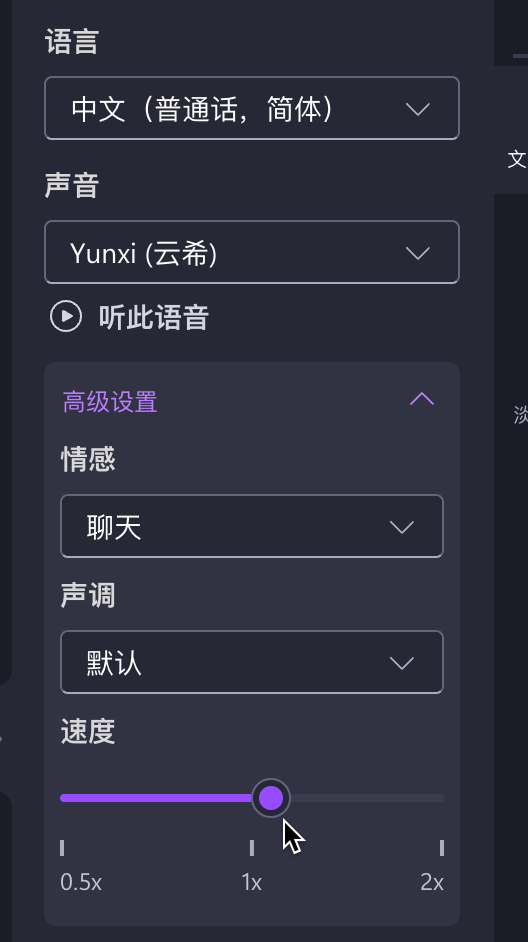 语言
中文（普通话，简体）
文
声音
Yunxi (云希)
听此语音
高级设置
淡
情感
聊天
声调
默认
速度
0.5x 1x 2x